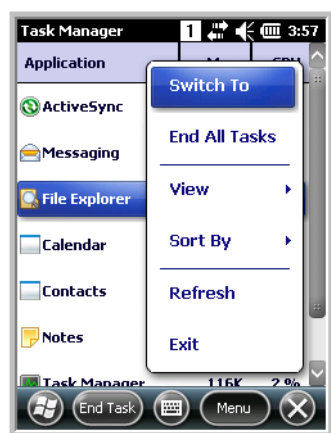 Task Manager 1 3:57
Application
Switch To
ActiveSync
End All Tasks
Messaging
View
File Explorer
Sort By
Calendar
Contacts
Refresh
Notes
Exit
Task Manager 116K 2 %
End Task Menu